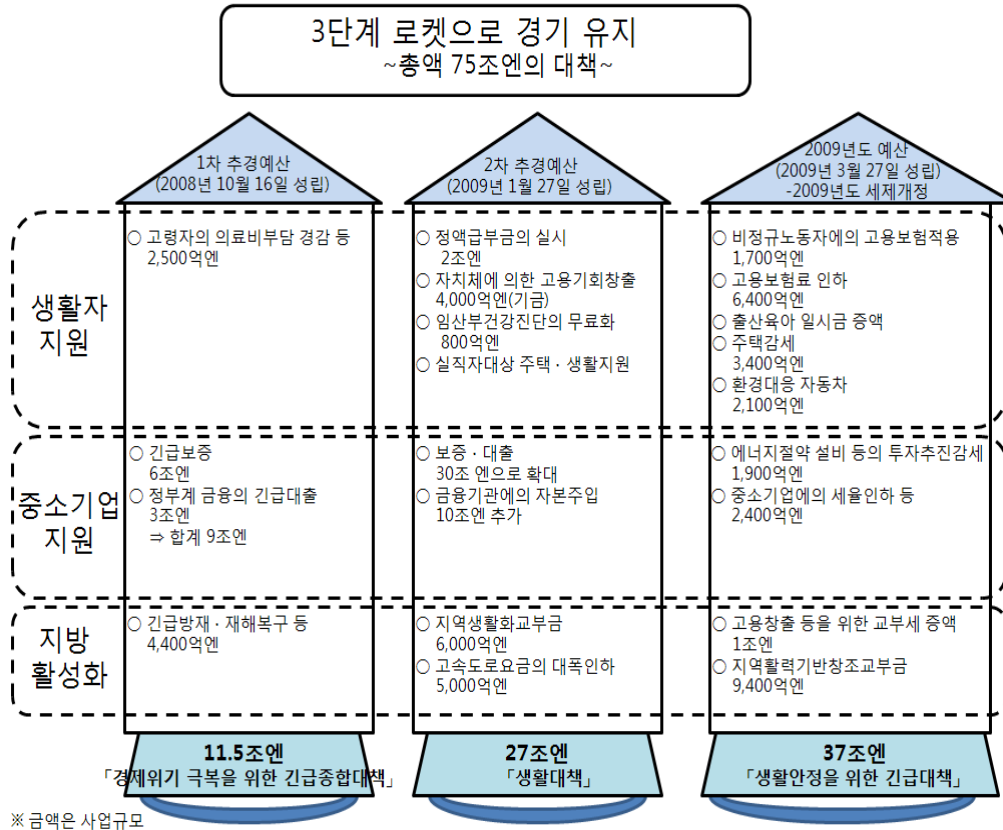 3단계 로켓으로 경기 유지
~총액 75조엔의 대책~
1차 추경예산
(2008년 10월 16일 성립)
2차 추경예산
(2009년 1월 27일 성립)
2009년도 예산
(2009년 3월 27일 성립)
-2009년도 세제개정
생활자
지원
○ 고령자의 의료비부담 경감 등
2,500억엔
○ 정액급부금의 실시
2조엔
○ 자치체에 의한 고용기회창출
4,000억엔(기금)
○ 임산부건강진단의 무료화
800억엔
○ 실직자대상 주택 · 생활지원
○ 비정규노동자에의 고용보험적용
1,700억엔
○ 고용보험료 인하
6,400억엔
○ 출산육아 일시금 증액
○ 주택감세
3,400억엔
○ 환경대응 자동차
2,100억엔
중소기업
지원
○ 긴급보증
6조엔
○ 정부계 금융의 긴급대출
3조엔
⇒ 합계 9조엔
○ 보증 · 대출
30조 엔으로 확대
○ 금융기관에의 자본주입
10조엔 추가
○ 에너지절약 설비 등의 투자추진감세
1,900억엔
○ 중소기업에의 세율인하 등
2,400억엔
지방
활성화
○ 긴급방재 · 재해복구 등
4,400억엔
○ 지역생활화교부금
6,000억엔
○ 고속도로요금의 대폭인하
5,000억엔
○ 고용창출 등을 위한 교부세 증액
1조엔
○ 지역활력기반창조교부금
9,400억엔
11.5조엔
「경제위기 극복을 위한 긴급종합대책」
27조엔
「생활대책」
37조엔
「생활안정을 위한 긴급대책」
※ 금액은 사업규모